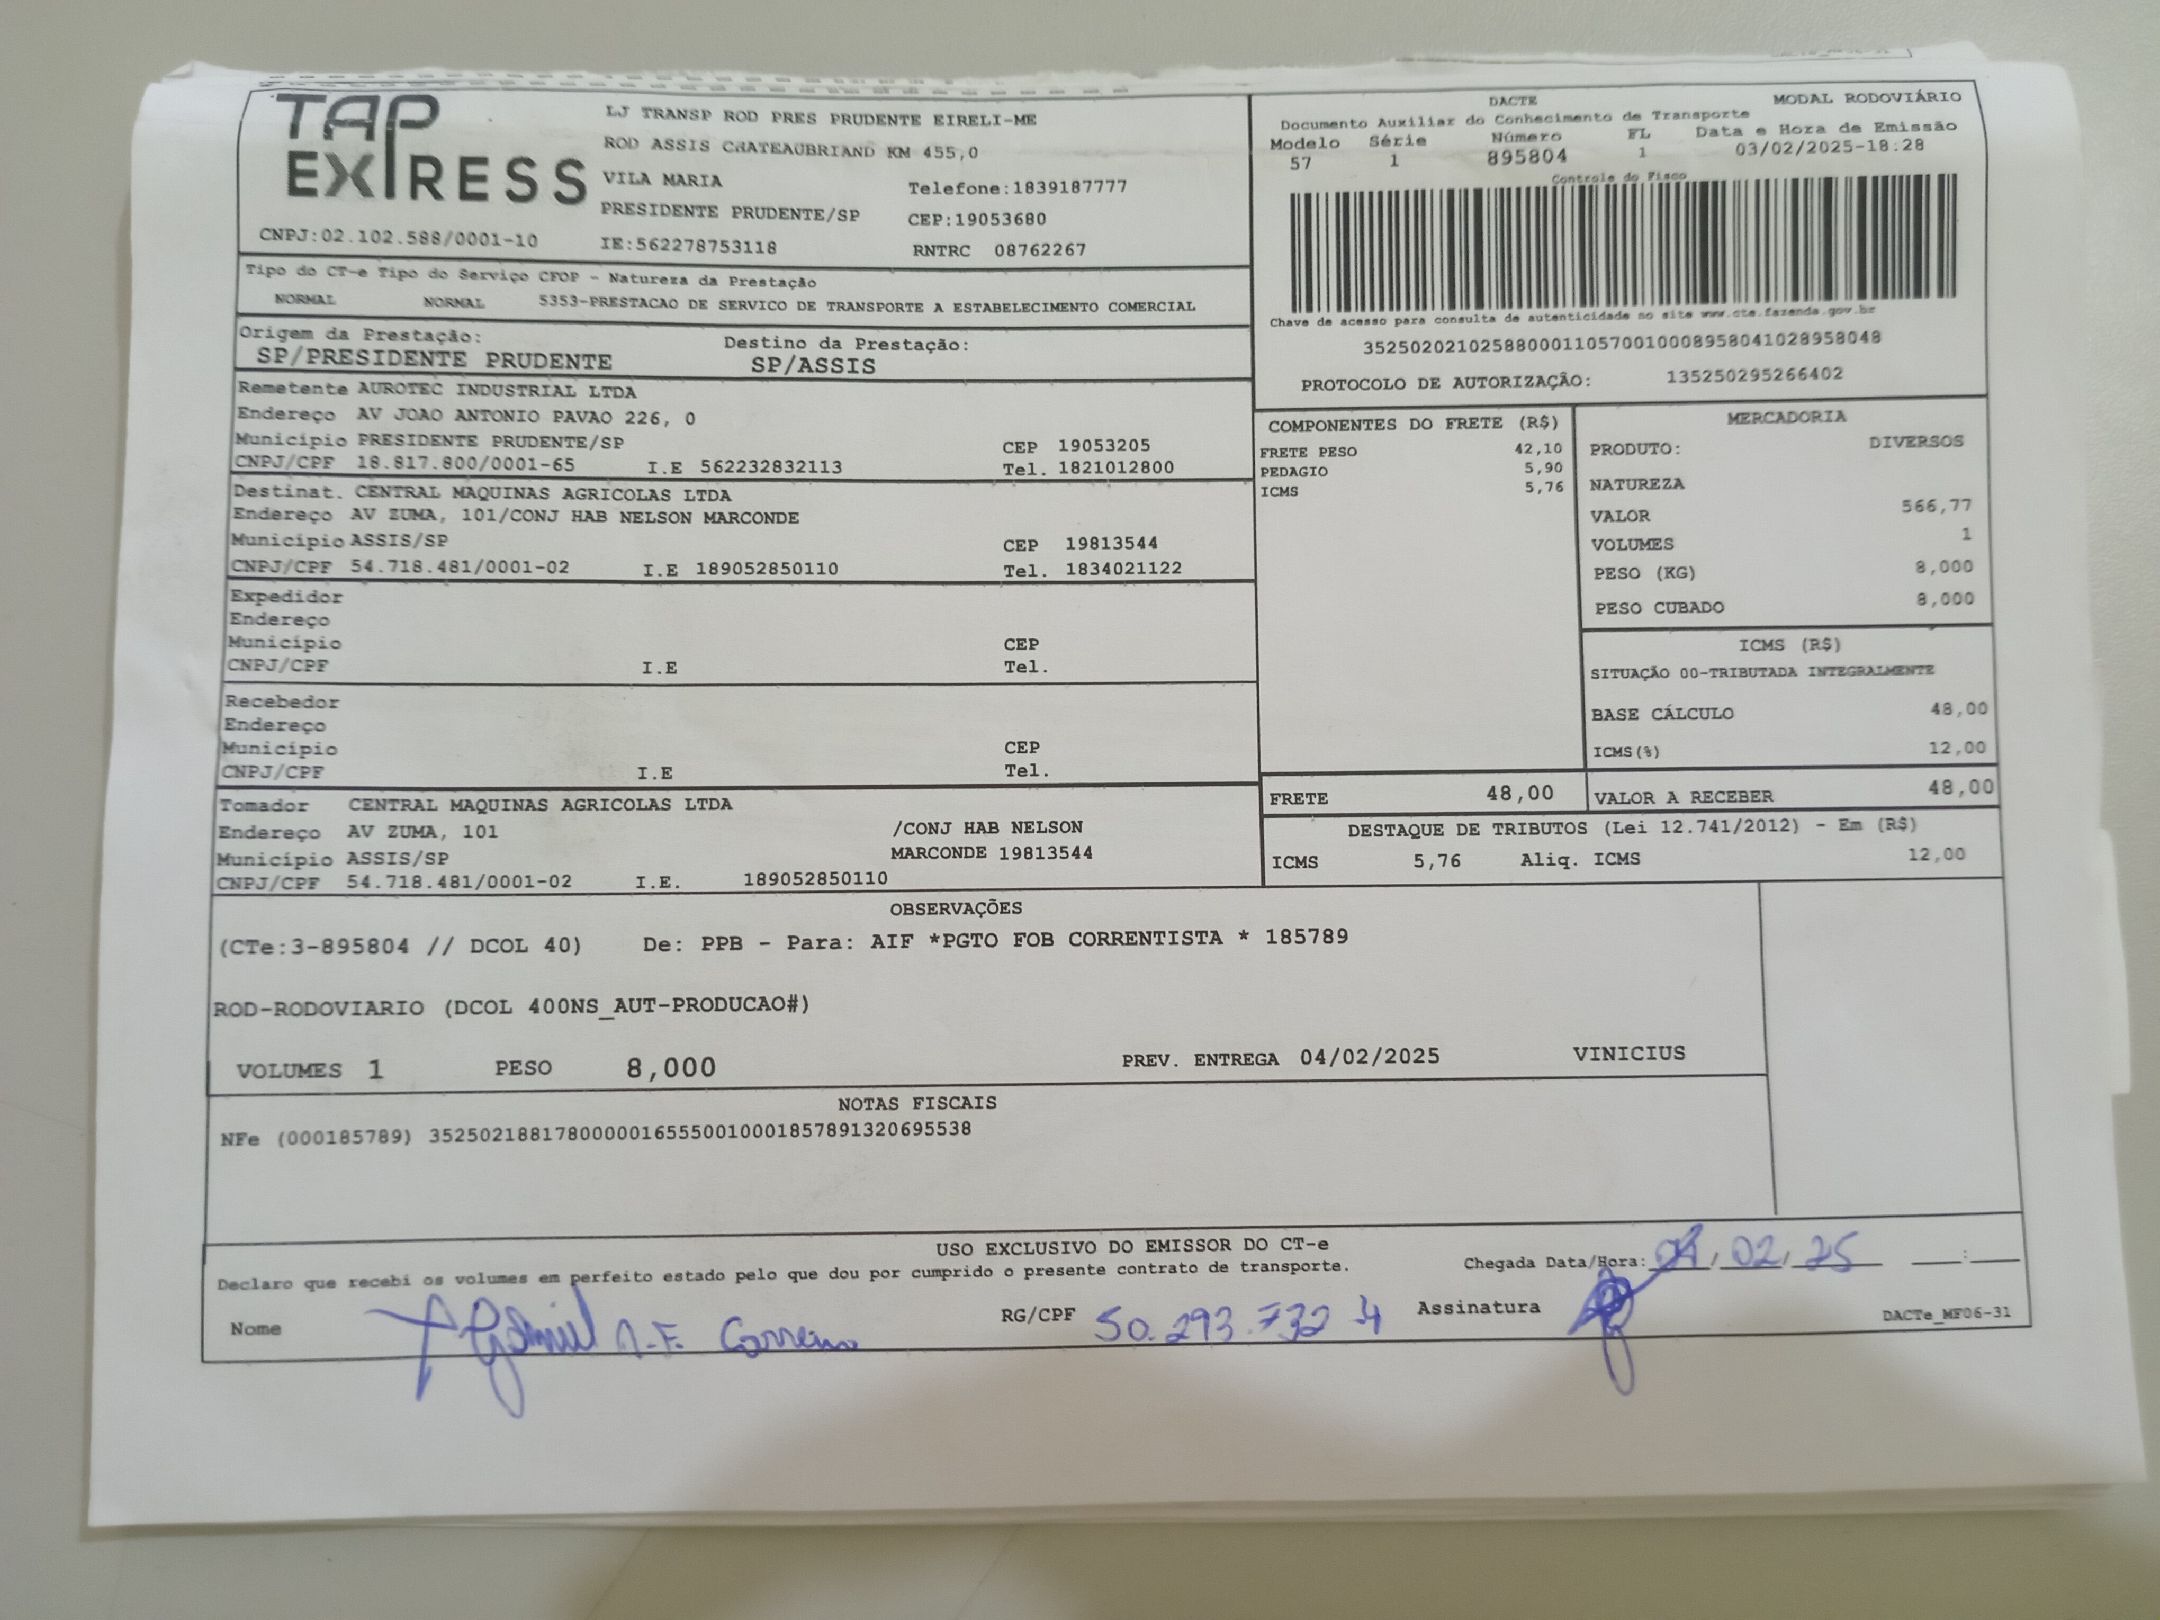 TAP
EXPRESS
CNPJ:02.102.588/0001-10
LJ TRANSP ROD PRES PRUDENTE EIRELI-ME
ROD ASSIS CHATEAUBRIAND KM 455,0
VILA MARIA Telefone:1839187777
PRESIDENTE PRUDENTE/SP CEP:19053680
IE:562278753118 RNTRC 08762267
DACTE MODAL RODOVIÁRIO
Documento Auxiliar do Conhecimento de Transporte
Modelo Série Número FL Data e Hora de Emissão
57 1 895804 1 03/02/2025-18:28
Controle do Fisco
Chave de acesso para consulta de autenticidade no site www.cte.fazenda.gov.br
35250202102588000110570010008958041028958048
PROTOCOLO DE AUTORIZAÇÃO: 135250295266402
Tipo do CT-e Tipo do Serviço CFOP - Natureza da Prestação
NORMAL NORMAL 5353-PRESTACAO DE SERVICO DE TRANSPORTE A ESTABELECIMENTO COMERCIAL
Origem da Prestação: Destino da Prestação:
SP/PRESIDENTE PRUDENTE SP/ASSIS
Remetente AUROTEC INDUSTRIAL LTDA
Endereço AV JOAO ANTONIO PAVAO 226, 0
Município PRESIDENTE PRUDENTE/SP CEP 19053205
CNPJ/CPF 18.817.800/0001-65 I.E 562232832113 Tel. 1821012800
Destinat. CENTRAL MAQUINAS AGRICOLAS LTDA
Endereço AV ZUMA, 101/CONJ HAB NELSON MARCONDE
Município ASSIS/SP CEP 19813544
CNPJ/CPF 54.718.481/0001-02 I.E 189052850110 Tel. 1834021122
Expedidor
Endereço
Município CEP
CNPJ/CPF I.E Tel.
Recebedor
Endereço
Município CEP
CNPJ/CPF I.E Tel.
Tomador CENTRAL MAQUINAS AGRICOLAS LTDA
Endereço AV ZUMA, 101 /CONJ HAB NELSON
Município ASSIS/SP MARCONDE 19813544
CNPJ/CPF 54.718.481/0001-02 I.E. 189052850110
COMPONENTES DO FRETE (R$)
FRETE PESO 42,10
PEDAGIO 5,90
ICMS 5,76
MERCADORIA
PRODUTO: DIVERSOS
NATUREZA
VALOR 566,77
VOLUMES 1
PESO (KG) 8,000
PESO CUBADO 8,000
ICMS (R$)
SITUAÇÃO 00-TRIBUTADA INTEGRALMENTE
BASE CÁLCULO 48,00
ICMS(%) 12,00
FRETE 48,00 VALOR A RECEBER 48,00
DESTAQUE DE TRIBUTOS (Lei 12.741/2012) - Em (R$)
ICMS 5,76 Aliq. ICMS 12,00
OBSERVAÇÕES
(CTe:3-895804 // DCOL 40) De: PPB - Para: AIF *PGTO FOB CORRENTISTA * 185789
ROD-RODOVIARIO (DCOL 400NS_AUT-PRODUCAO#)
VOLUMES 1 PESO 8,000 PREV. ENTREGA 04/02/2025 VINICIUS
NOTAS FISCAIS
NFe (000185789) 35250218817800000165550010001857891320695538
USO EXCLUSIVO DO EMISSOR DO CT-e
Declaro que recebi os volumes em perfeito estado pelo que dou por cumprido o presente contrato de transporte.
Chegada Data/Hora: 04/02/25 :
Nome RG/CPF 50.293.732-4 Assinatura
DACTe_MF06-31